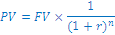 PV = FV × 1/(1 + r)ⁿ